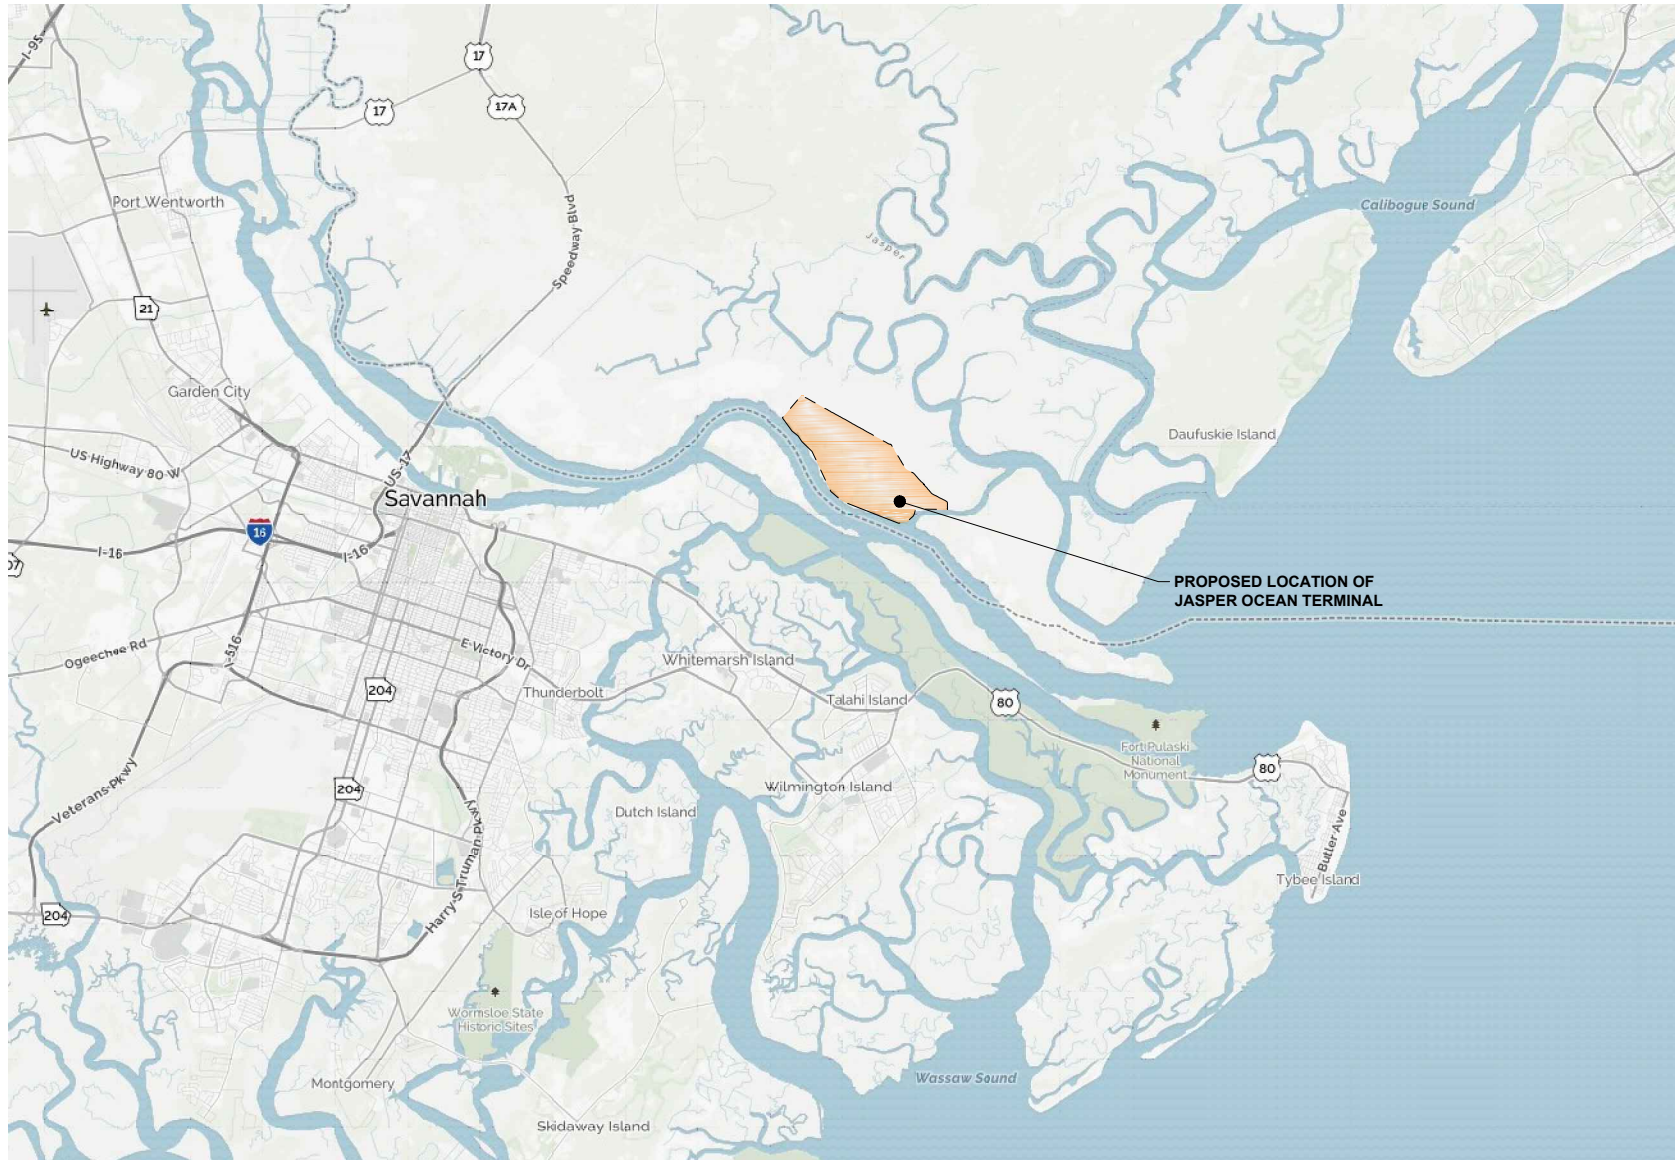 I-95
17
17A
17
Port Wentworth
Speedway Blvd
Calibogue Sound
Jasper
21
Garden City
Daufuskie Island
US Highway 80 W
US-17
Savannah
16
I-16
I-16
07
PROPOSED LOCATION OF
JASPER OCEAN TERMINAL
Ogeechee Rd
I-516
E Victory Dr
Whitemarsh Island
204
Thunderbolt
Talahi Island
80
Fort Pulaski
National
Monument
80
Veterans Pkwy
204
Wilmington Island
Dutch Island
Harry S Truman Pkwy
Butler Ave
Tybee Island
204
Isle of Hope
Wormsloe State
Historic Sites
Montgomery
Wassaw Sound
Skidaway Island